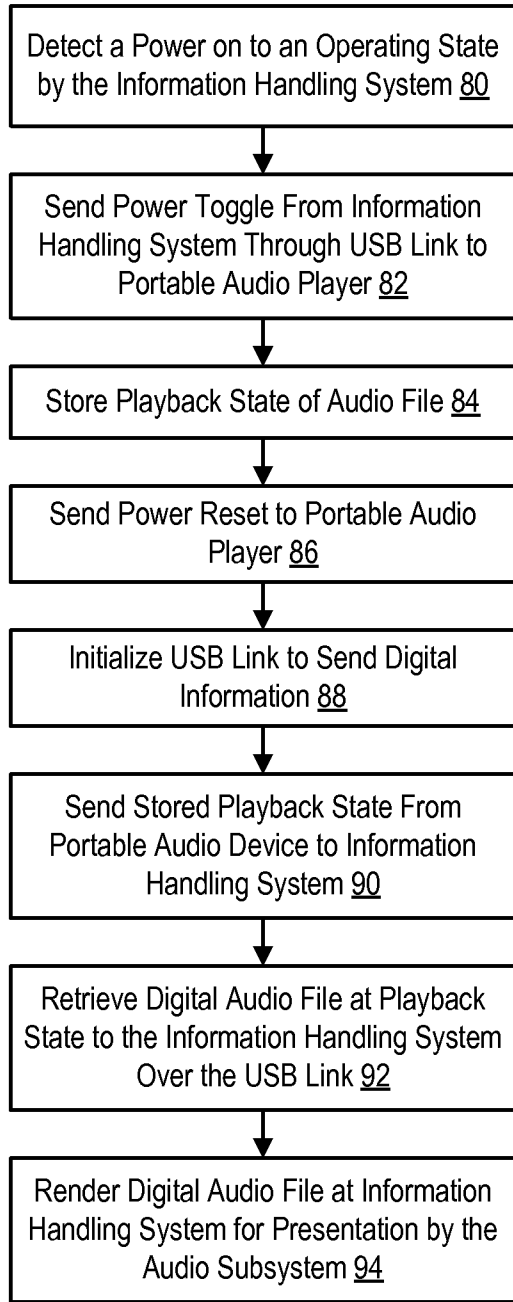 Detect a Power on to an Operating State
by the Information Handling System 80
Send Power Toggle From Information
Handling System Through USB Link to
Portable Audio Player 82
Store Playback State of Audio File 84
Send Power Reset to Portable Audio
Player 86
Initialize USB Link to Send Digital
Information 88
Send Stored Playback State From
Portable Audio Device to Information
Handling System 90
Retrieve Digital Audio File at Playback
State to the Information Handling System
Over the USB Link 92
Render Digital Audio File at Information
Handling System for Presentation by the
Audio Subsystem 94